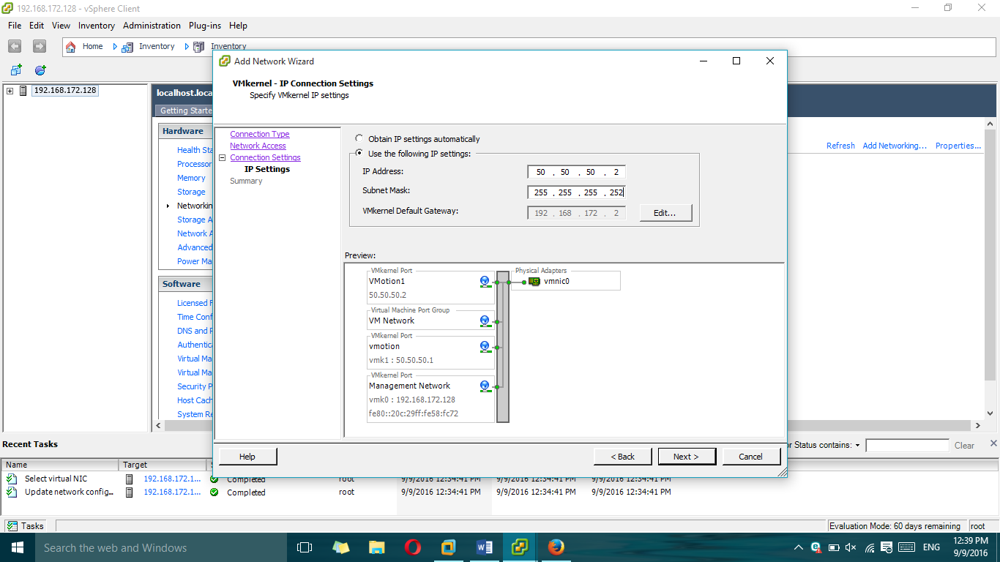 192.168.172.128 - vSphere Client
File Edit View Inventory Administration Plug-ins Help
Home Inventory Inventory
192.168.172.128
localhost.loca
Getting Starte
Hardware
Health Sta
Processor
Memory
Storage
Networkin
Storage A
Network A
Advanced
Power Ma
Software
Licensed F
Time Conf
DNS and R
Authentica
Virtual Ma
Virtual Ma
Security P
Host Cach
System Re
Refresh Add Networking... Properties...
Add Network Wizard
VMkernel - IP Connection Settings
Specify VMkernel IP settings
Connection Type
Network Access
Connection Settings
IP Settings
Summary
Obtain IP settings automatically
Use the following IP settings:
IP Address: 50 . 50 . 50 . 2
Subnet Mask: 255 . 255 . 255 . 252
VMkernel Default Gateway: 192 . 168 . 172 . 2 Edit...
Preview:
VMkernel Port
VMotion1
50.50.50.2
Physical Adapters
vmnic0
Virtual Machine Port Group
VM Network
VMkernel Port
vmotion
vmk1 : 50.50.50.1
VMkernel Port
Management Network
vmk0 : 192.168.172.128
fe80::20c:29ff:fe58:fc72
Help < Back Next > Cancel
Recent Tasks
or Status contains: Clear
Name Target
Select virtual NIC 192.168.172.1... Completed root 9/9/2016 12:34:41 PM 9/9/2016 12:34:41 PM 9/9/2016 12:34:41 PM
Update network config... 192.168.172.1... Completed root 9/9/2016 12:34:41 PM 9/9/2016 12:34:41 PM 9/9/2016 12:34:41 PM
Tasks Evaluation Mode: 60 days remaining root
Search the web and Windows
ENG
12:39 PM
9/9/2016